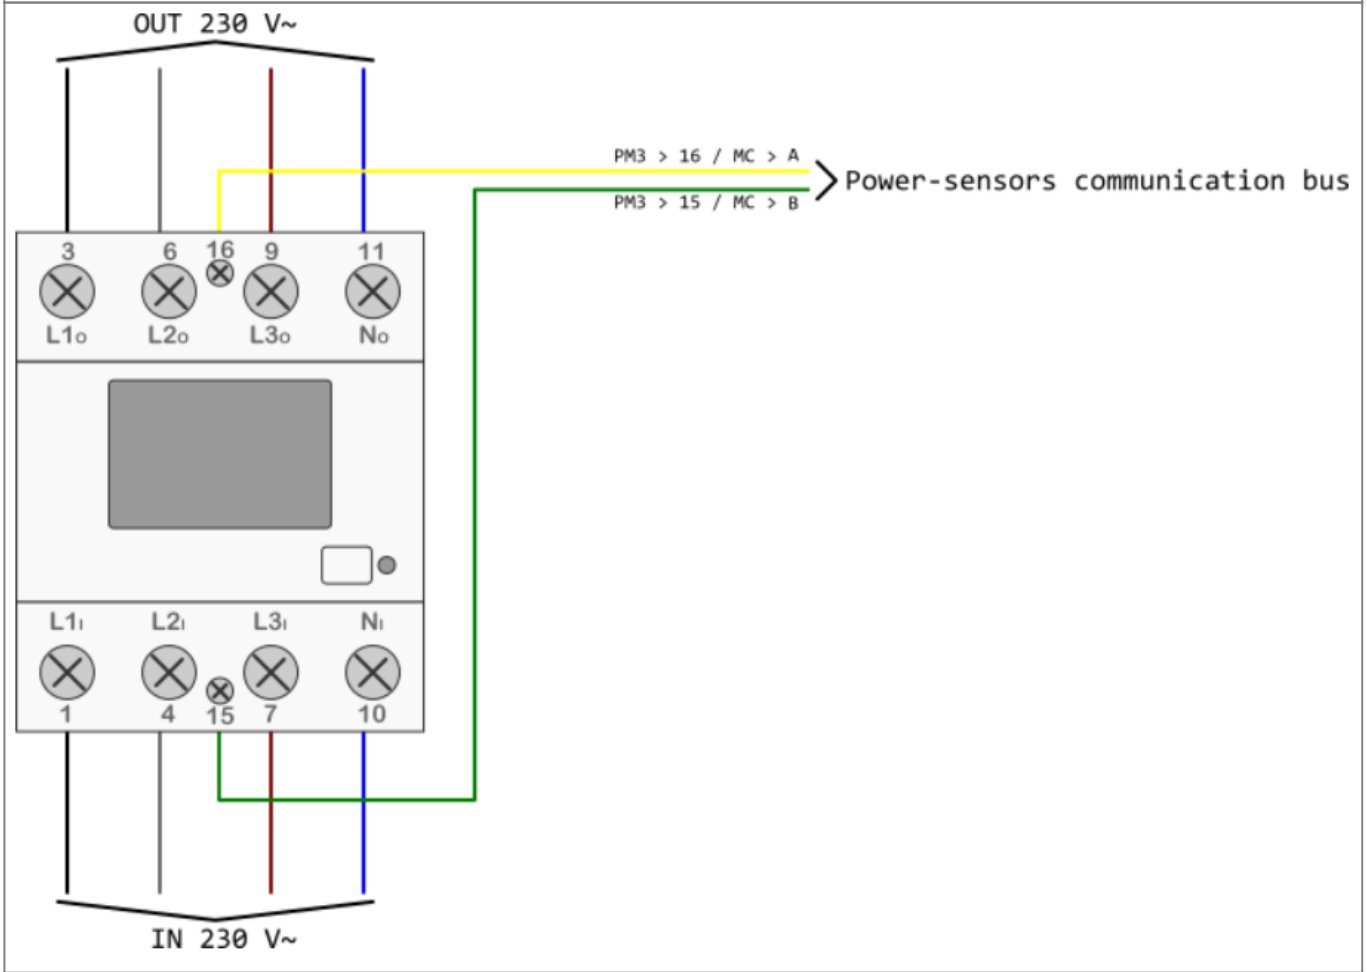 OUT 230 V~
PM3 > 16 / MC > A
Power-sensors communication bus
PM3 > 15 / MC > B
3 6 16 9 11
L1o L2o L3o No
L1I L2I L3I NI
1 4 15 7 10
IN 230 V~